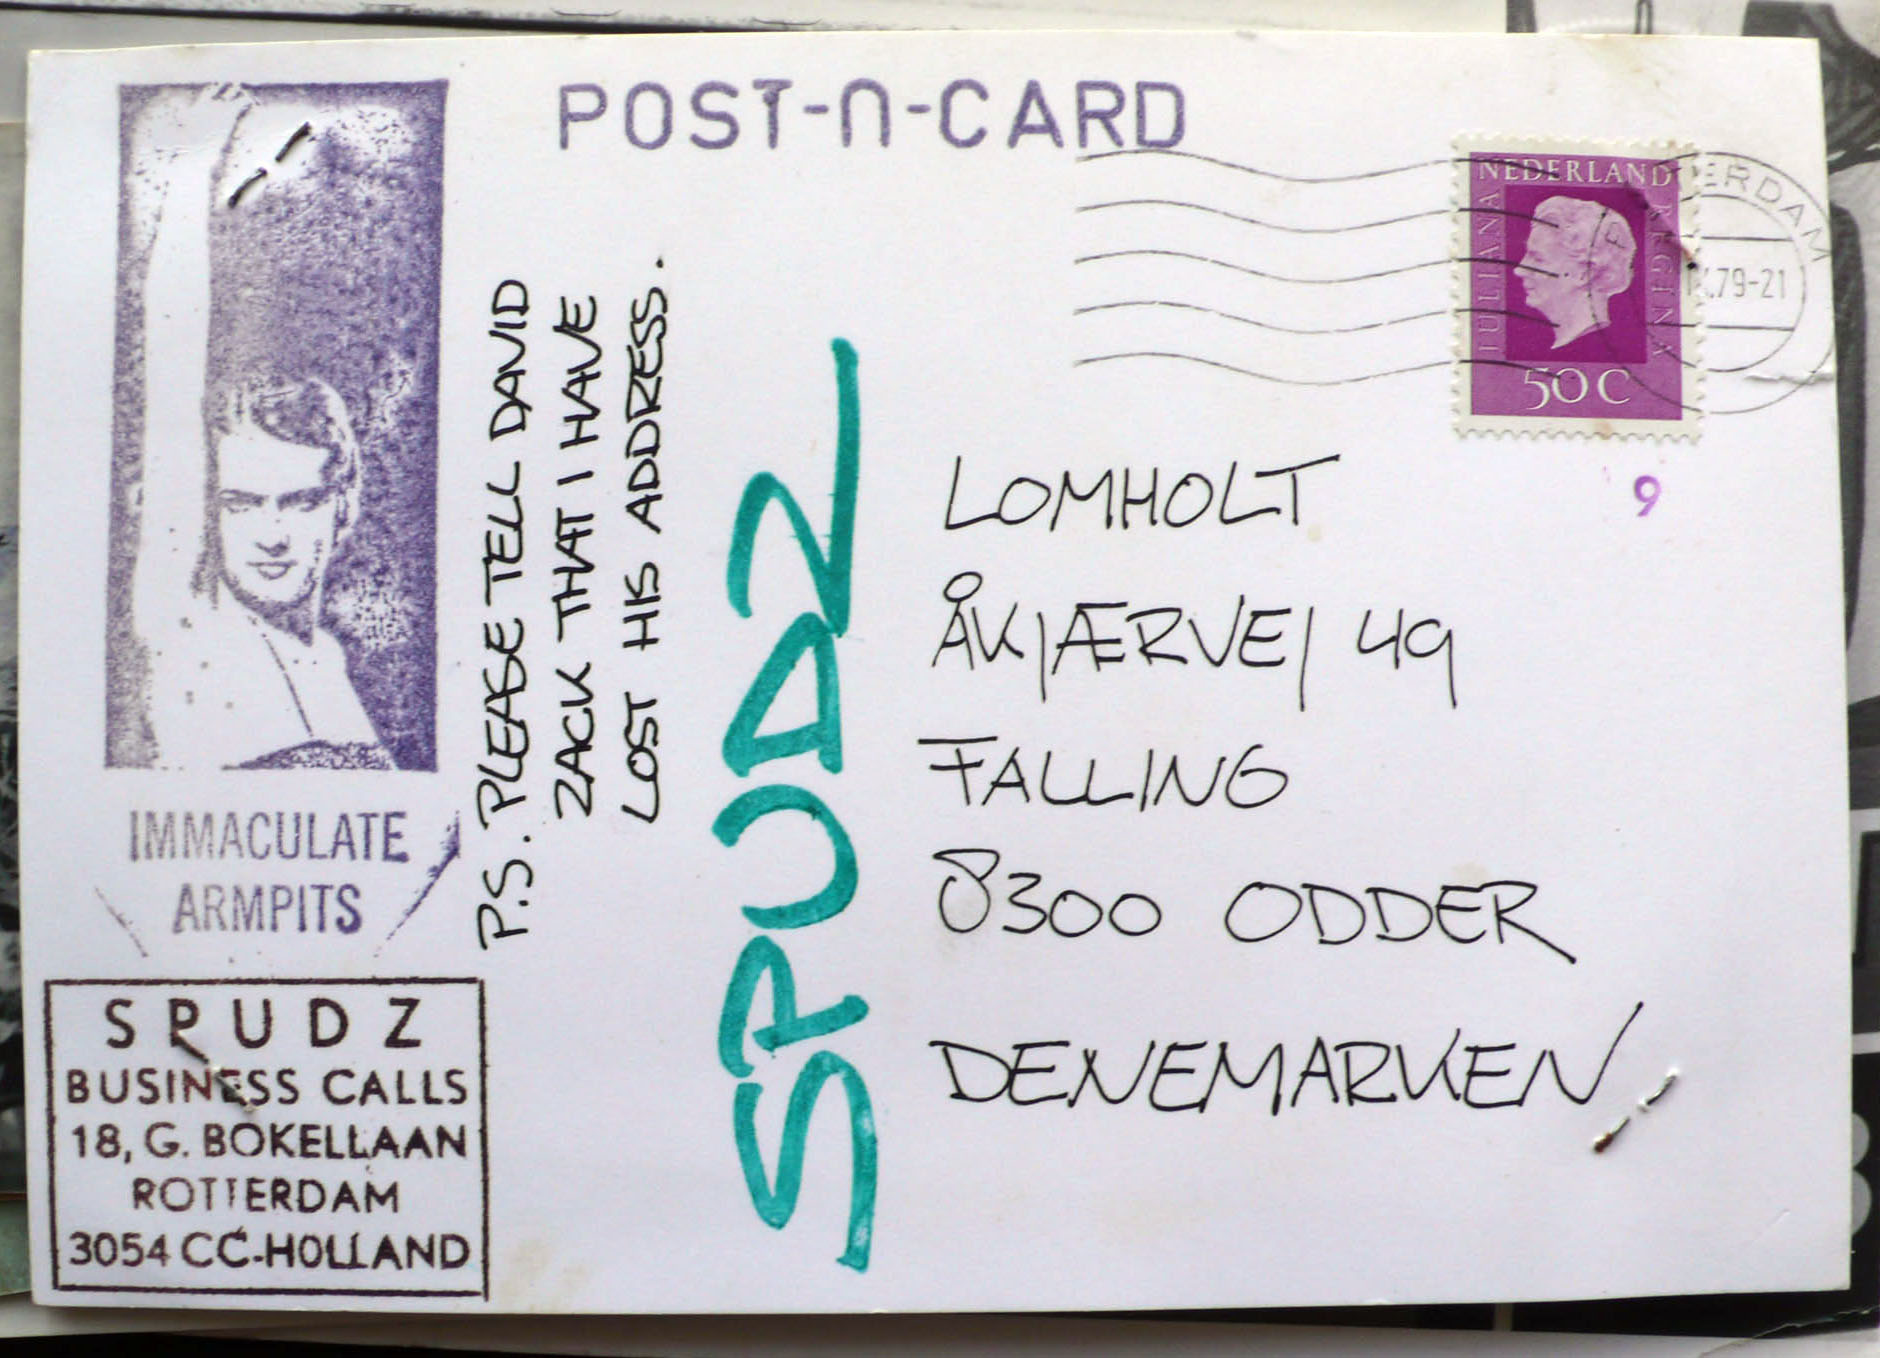 POST-N-CARD
IMMACULATE
ARMPITS
SPUDZ
BUSINESS CALLS
18, G. BOKELLAAN
ROTTERDAM
3054 CC-HOLLAND
P.S. PLEASE TELL DAVID
ZACK THAT I HAVE
LOST HIS ADDRESS.
SPUDZ
NEDERLAND
JULIANA
REGINA
50 C
ERDAM
.79-21
9
LOMHOLT
ÅKJÆRVEJ 49
FALLING
8300 ODDER
DENEMARKEN